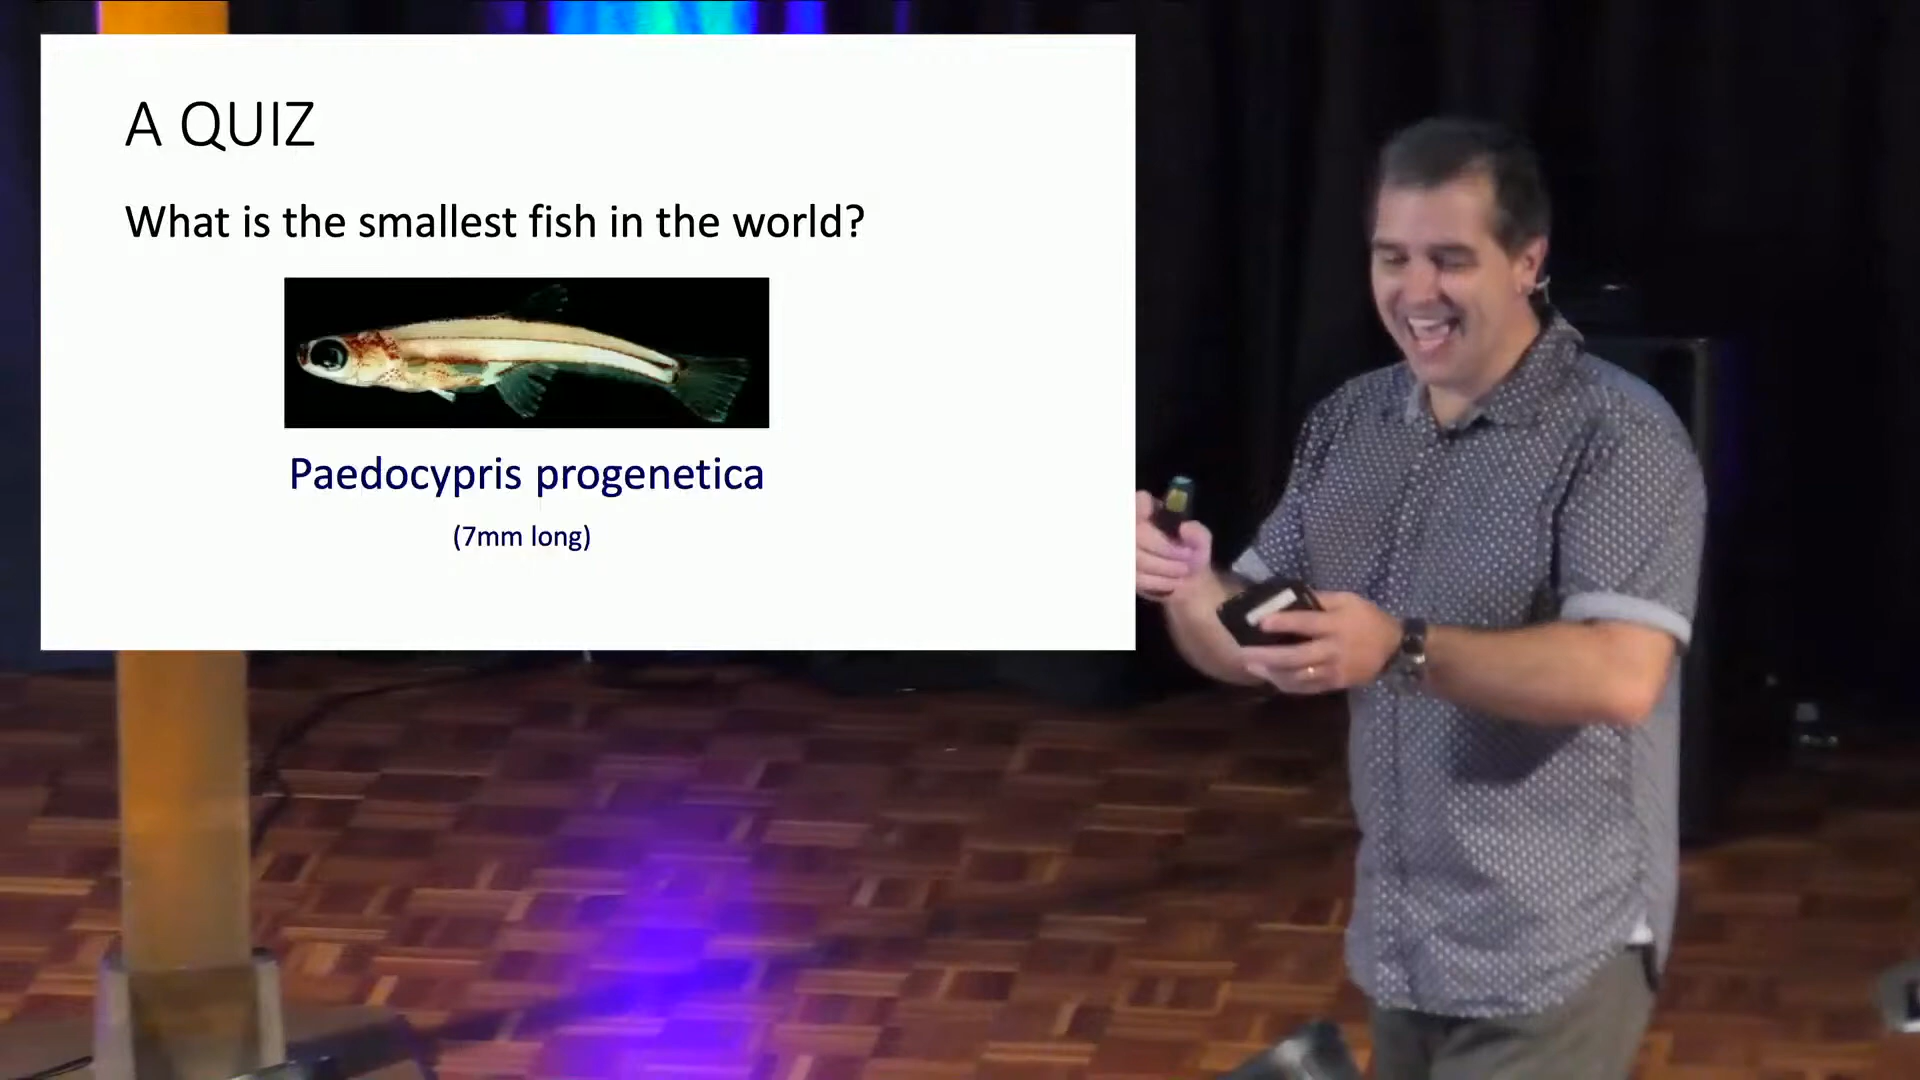 A QUIZ
What is the smallest fish in the world?
Paedocypris progenetica
(7mm long)